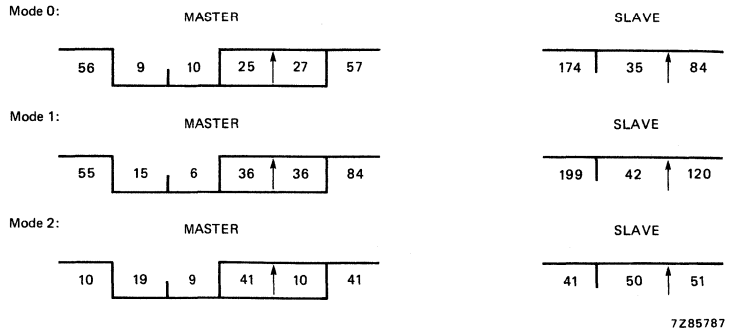 Mode 0: MASTER SLAVE
56 9 10 25 27 57 174 35 84
Mode 1: MASTER SLAVE
55 15 6 36 36 84 199 42 120
Mode 2: MASTER SLAVE
10 19 9 41 10 41 41 50 51
7Z85787